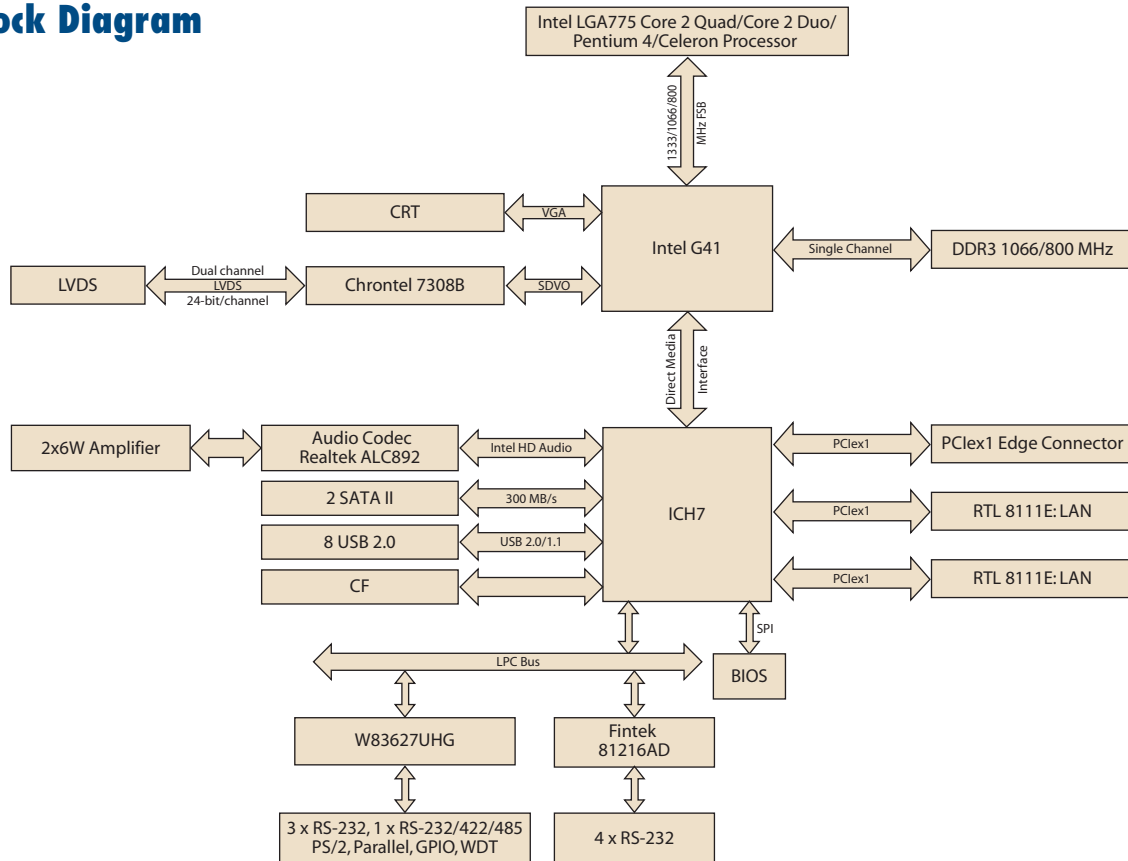 ock Diagram
Intel LGA775 Core 2 Quad/Core 2 Duo/
Pentium 4/Celeron Processor
1333/1066/800
MHz FSB
CRT
VGA
Intel G41
Single Channel
DDR3 1066/800 MHz
LVDS
Dual channel
LVDS
24-bit/channel
Chrontel 7308B
SDVO
Direct Media
Interface
2x6W Amplifier
Audio Codec
Realtek ALC892
Intel HD Audio
2 SATA II
300 MB/s
8 USB 2.0
USB 2.0/1.1
CF
ICH7
PCIex1
PCIex1 Edge Connector
PCIex1
RTL 8111E: LAN
PCIex1
RTL 8111E: LAN
SPI
BIOS
LPC Bus
W83627UHG
Fintek
81216AD
3 x RS-232, 1 x RS-232/422/485
PS/2, Parallel, GPIO, WDT
4 x RS-232